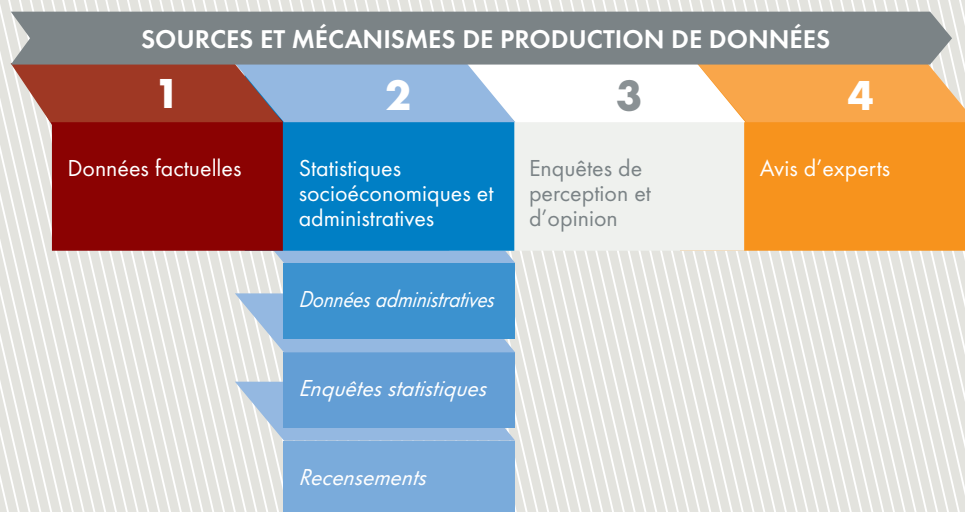 SOURCES ET MÉCANISMES DE PRODUCTION DE DONNÉES
1
Données factuelles
2
Statistiques
socioéconomiques et
administratives
Données administratives
Enquêtes statistiques
Recensements
3
Enquêtes de
perception et
d’opinion
4
Avis d’experts